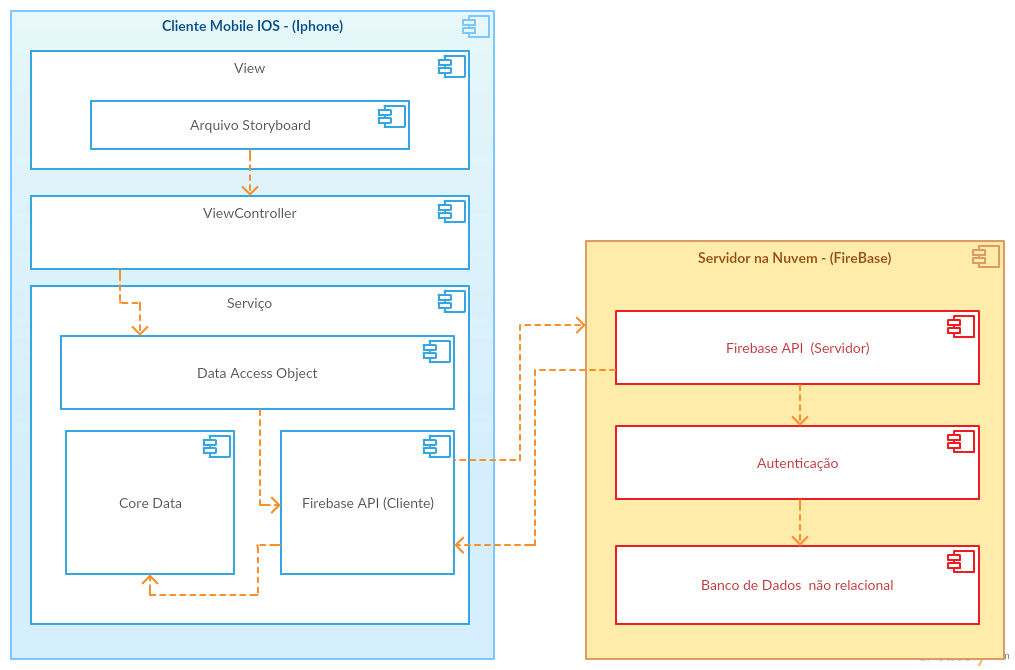 Cliente Mobile IOS - (Iphone)
View
Arquivo Storyboard
ViewController
Serviço
Data Access Object
Core Data
Firebase API (Cliente)
Servidor na Nuvem - (FireBase)
Firebase API (Servidor)
Autenticação
Banco de Dados não relacional